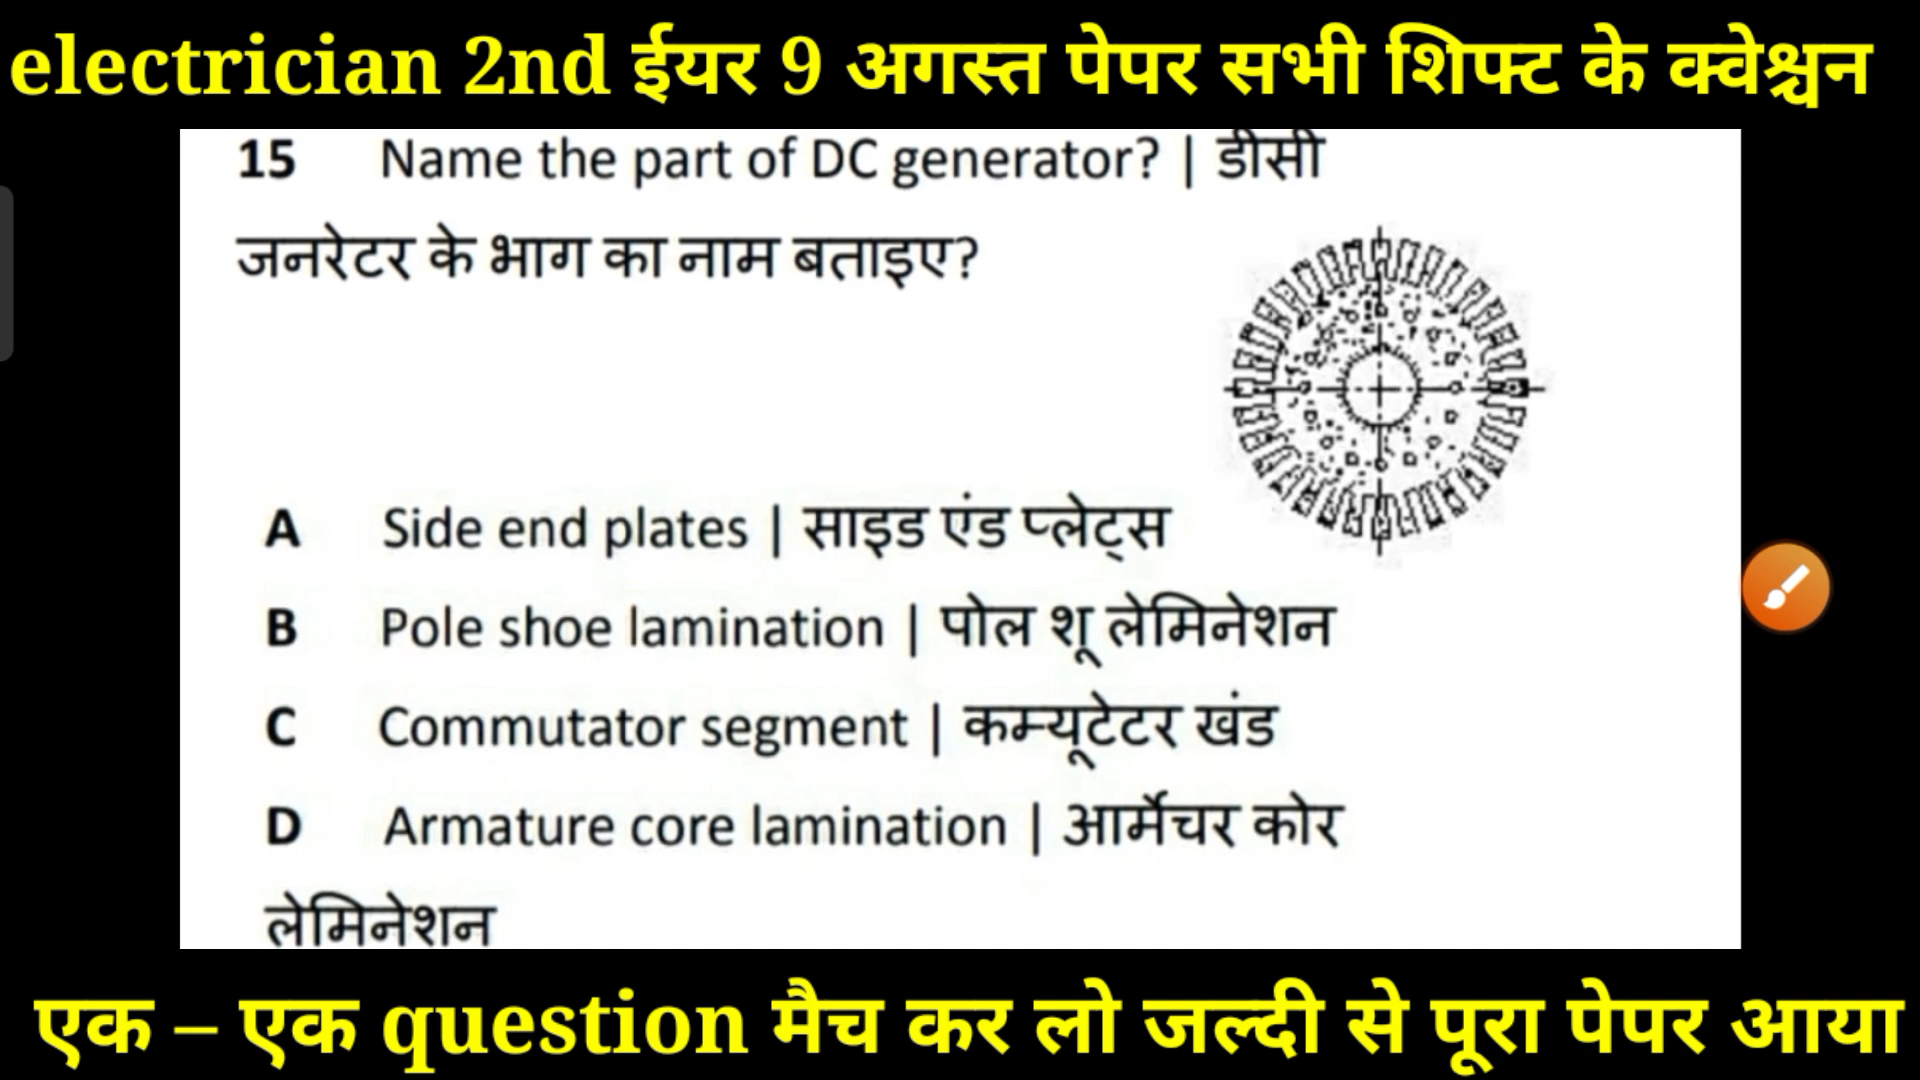 electrician 2nd ईयर 9 अगस्त पेपर सभी शिफ्ट के क्वेश्चन
15 Name the part of DC generator? | डीसी
जनरेटर के भाग का नाम बताइए?
A Side end plates | साइड एंड प्लेट्स
B Pole shoe lamination | पोल शू लेमिनेशन
C Commutator segment | कम्यूटेटर खंड
D Armature core lamination | आर्मेचर कोर
लेमिनेशन
एक – एक question मैच कर लो जल्दी से पूरा पेपर आया